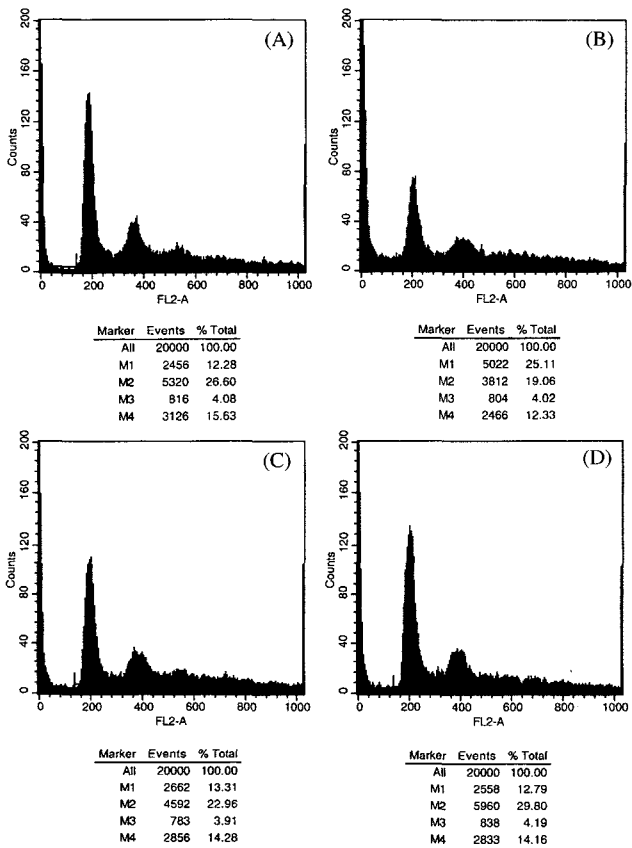 (A)
200
160
120
80
40
0
Counts
0 200 400 600 800 1000
FL2-A
Marker Events % Total
All 20000 100.00
M1 2456 12.28
M2 5320 26.60
M3 816 4.08
M4 3126 15.63
(B)
200
160
120
80
40
0
Counts
0 200 400 600 800 1000
FL2-A
Marker Events % Total
All 20000 100.00
M1 5022 25.11
M2 3812 19.06
M3 804 4.02
M4 2466 12.33
(C)
200
160
120
80
40
0
Counts
0 200 400 600 800 1000
FL2-A
Marker Events % Total
All 20000 100.00
M1 2662 13.31
M2 4592 22.96
M3 783 3.91
M4 2856 14.28
(D)
200
160
120
80
40
0
Counts
0 200 400 600 800 1000
FL2-A
Marker Events % Total
All 20000 100.00
M1 2558 12.79
M2 5960 29.80
M3 838 4.19
M4 2833 14.16